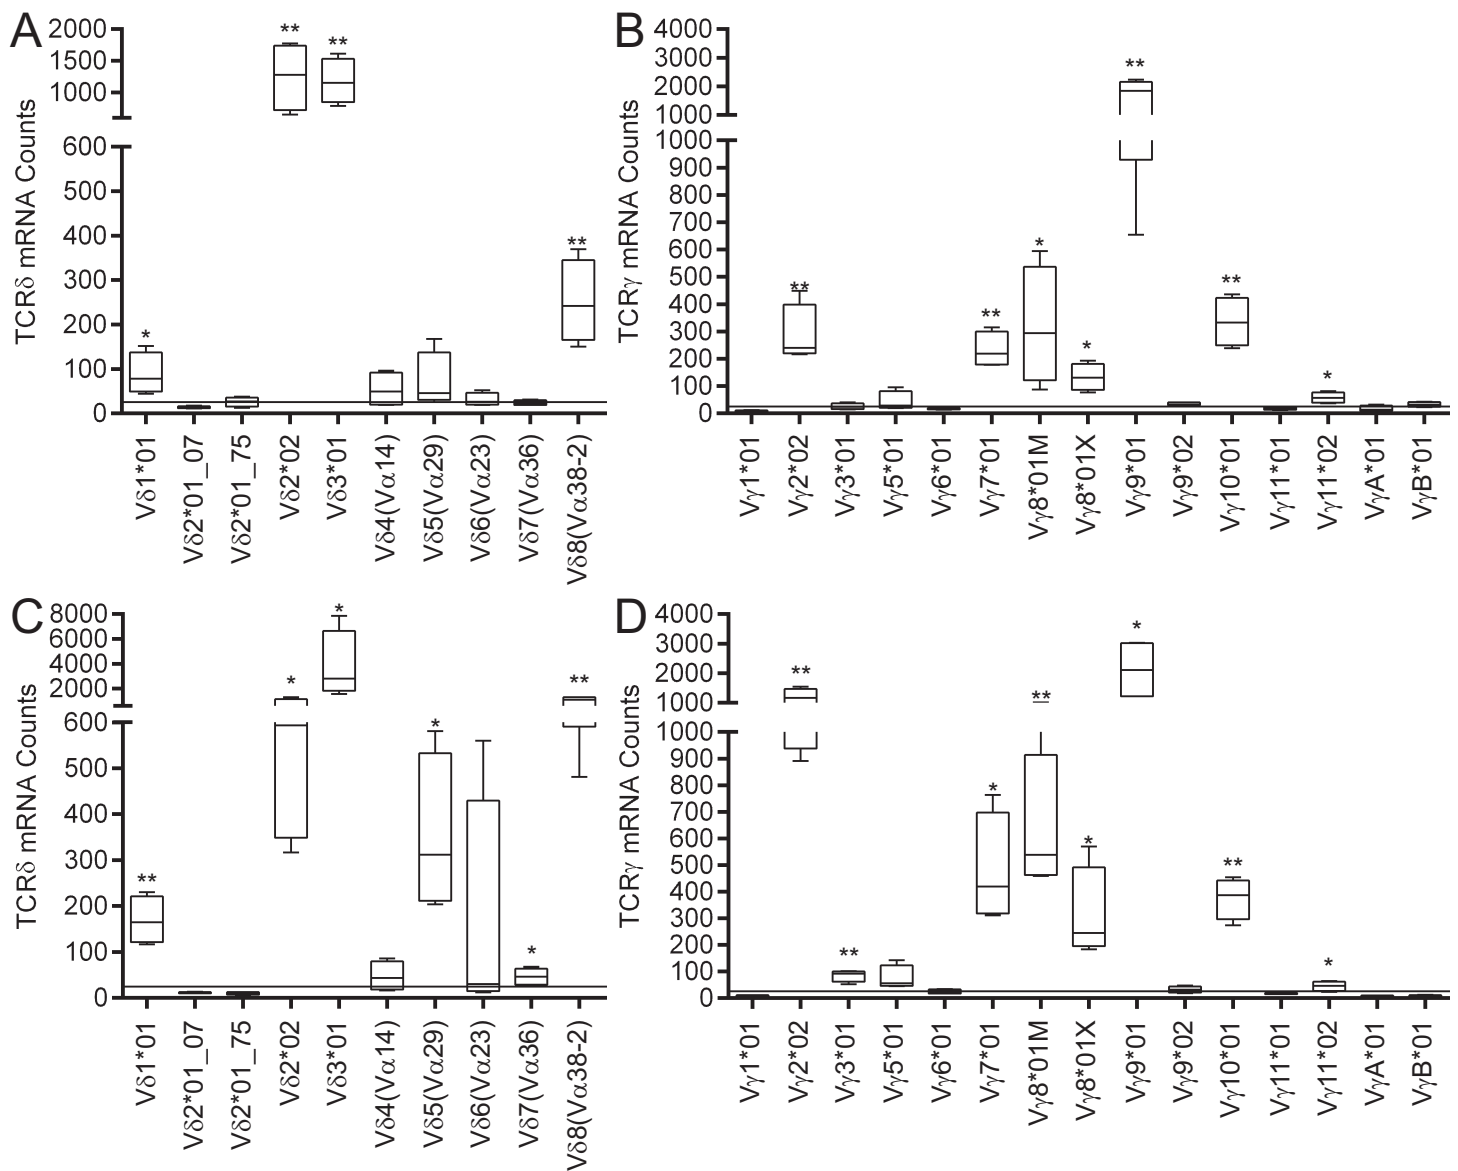 A
TCRδ mRNA Counts
2000
1500
1000
600
500
400
300
200
100
0
*
**
**
**
Vδ1*01
Vδ2*01_07
Vδ2*01_75
Vδ2*02
Vδ3*01
Vδ4(Vα14)
Vδ5(Vα29)
Vδ6(Vα23)
Vδ7(Vα36)
Vδ8(Vα38-2)
B
TCRγ mRNA Counts
4000
3000
2000
1000
1000
900
800
700
600
500
400
300
200
100
0
**
**
*
*
**
**
*
Vγ1*01
Vγ2*02
Vγ3*01
Vγ5*01
Vγ6*01
Vγ7*01
Vγ8*01M
Vγ8*01X
Vγ9*01
Vγ9*02
Vγ10*01
Vγ11*01
Vγ11*02
VγA*01
VγB*01
C
TCRδ mRNA Counts
8000
6000
4000
2000
600
500
400
300
200
100
0
**
*
*
*
*
**
Vδ1*01
Vδ2*01_07
Vδ2*01_75
Vδ2*02
Vδ3*01
Vδ4(Vα14)
Vδ5(Vα29)
Vδ6(Vα23)
Vδ7(Vα36)
Vδ8(Vα38-2)
D
TCRγ mRNA Counts
4000
3000
2000
1000
1000
900
800
700
600
500
400
300
200
100
0
**
**
*
**
*
*
**
*
Vγ1*01
Vγ2*02
Vγ3*01
Vγ5*01
Vγ6*01
Vγ7*01
Vγ8*01M
Vγ8*01X
Vγ9*01
Vγ9*02
Vγ10*01
Vγ11*01
Vγ11*02
VγA*01
VγB*01